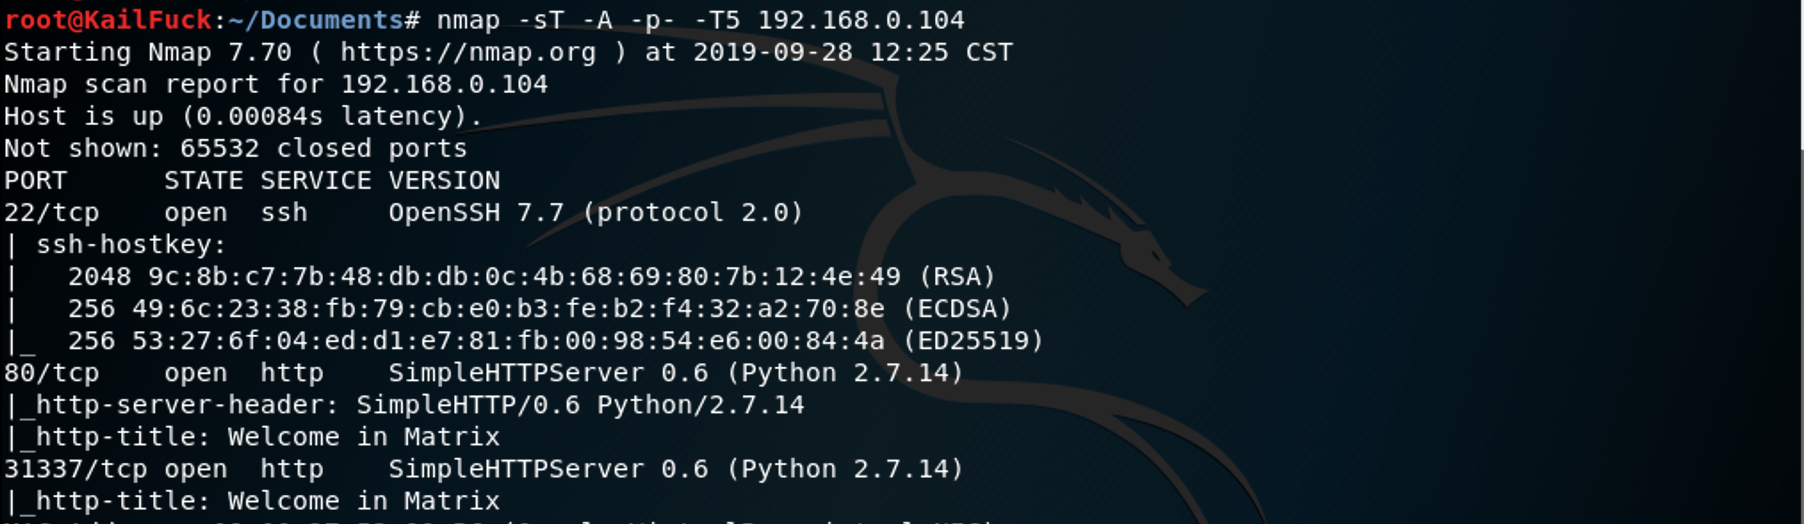 root@KailFuck:~/Documents# nmap -sT -A -p- -T5 192.168.0.104
Starting Nmap 7.70 ( https://nmap.org ) at 2019-09-28 12:25 CST
Nmap scan report for 192.168.0.104
Host is up (0.00084s latency).
Not shown: 65532 closed ports
PORT      STATE SERVICE VERSION
22/tcp    open  ssh     OpenSSH 7.7 (protocol 2.0)
| ssh-hostkey:
|   2048 9c:8b:c7:7b:48:db:db:0c:4b:68:69:80:7b:12:4e:49 (RSA)
|   256 49:6c:23:38:fb:79:cb:e0:b3:fe:b2:f4:32:a2:70:8e (ECDSA)
|_  256 53:27:6f:04:ed:d1:e7:81:fb:00:98:54:e6:00:84:4a (ED25519)
80/tcp    open  http    SimpleHTTPServer 0.6 (Python 2.7.14)
|_http-server-header: SimpleHTTP/0.6 Python/2.7.14
|_http-title: Welcome in Matrix
31337/tcp open  http    SimpleHTTPServer 0.6 (Python 2.7.14)
|_http-title: Welcome in Matrix